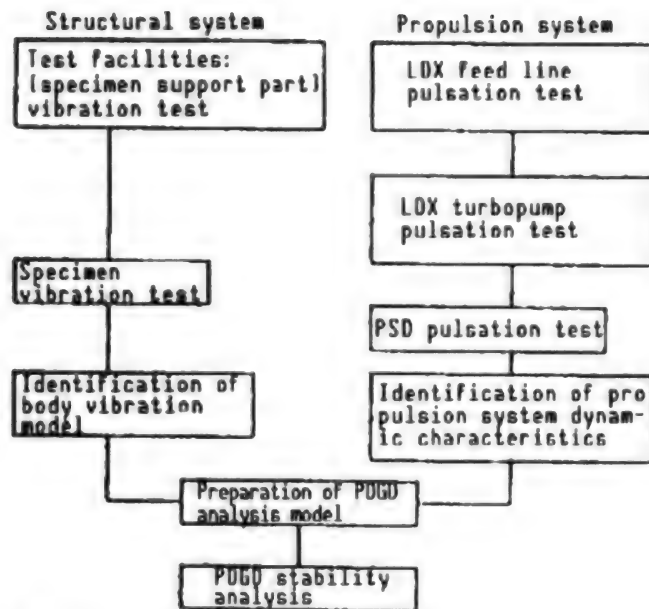 Structural system
Test facilities:
(specimen support part)
vibration test
Specimen
vibration test
Identification of
body vibration
model
Propulsion system
LOX feed line
pulsation test
LOX turbopump
pulsation test
PSD pulsation test
Identification of pro
pulsion system dynam-
ic characteristics
Preparation of POGO
analysis model
POGO stability
analysis